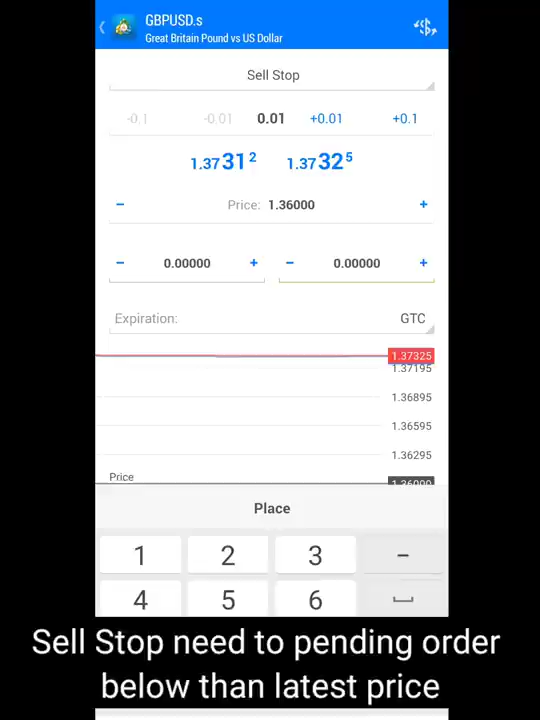 GBPUSD.s
Great Britain Pound vs US Dollar
Sell Stop
-0.1 -0.01 0.01 +0.01 +0.1
1.37312 1.37325
- Price: 1.36000 +
- 0.00000 + - 0.00000 +
Expiration: GTC
1.37325
1.37195
1.36895
1.36595
1.36295
Price 1.36000
Place
1 2 3 -
4 5 6
Sell Stop need to pending order
below than latest price